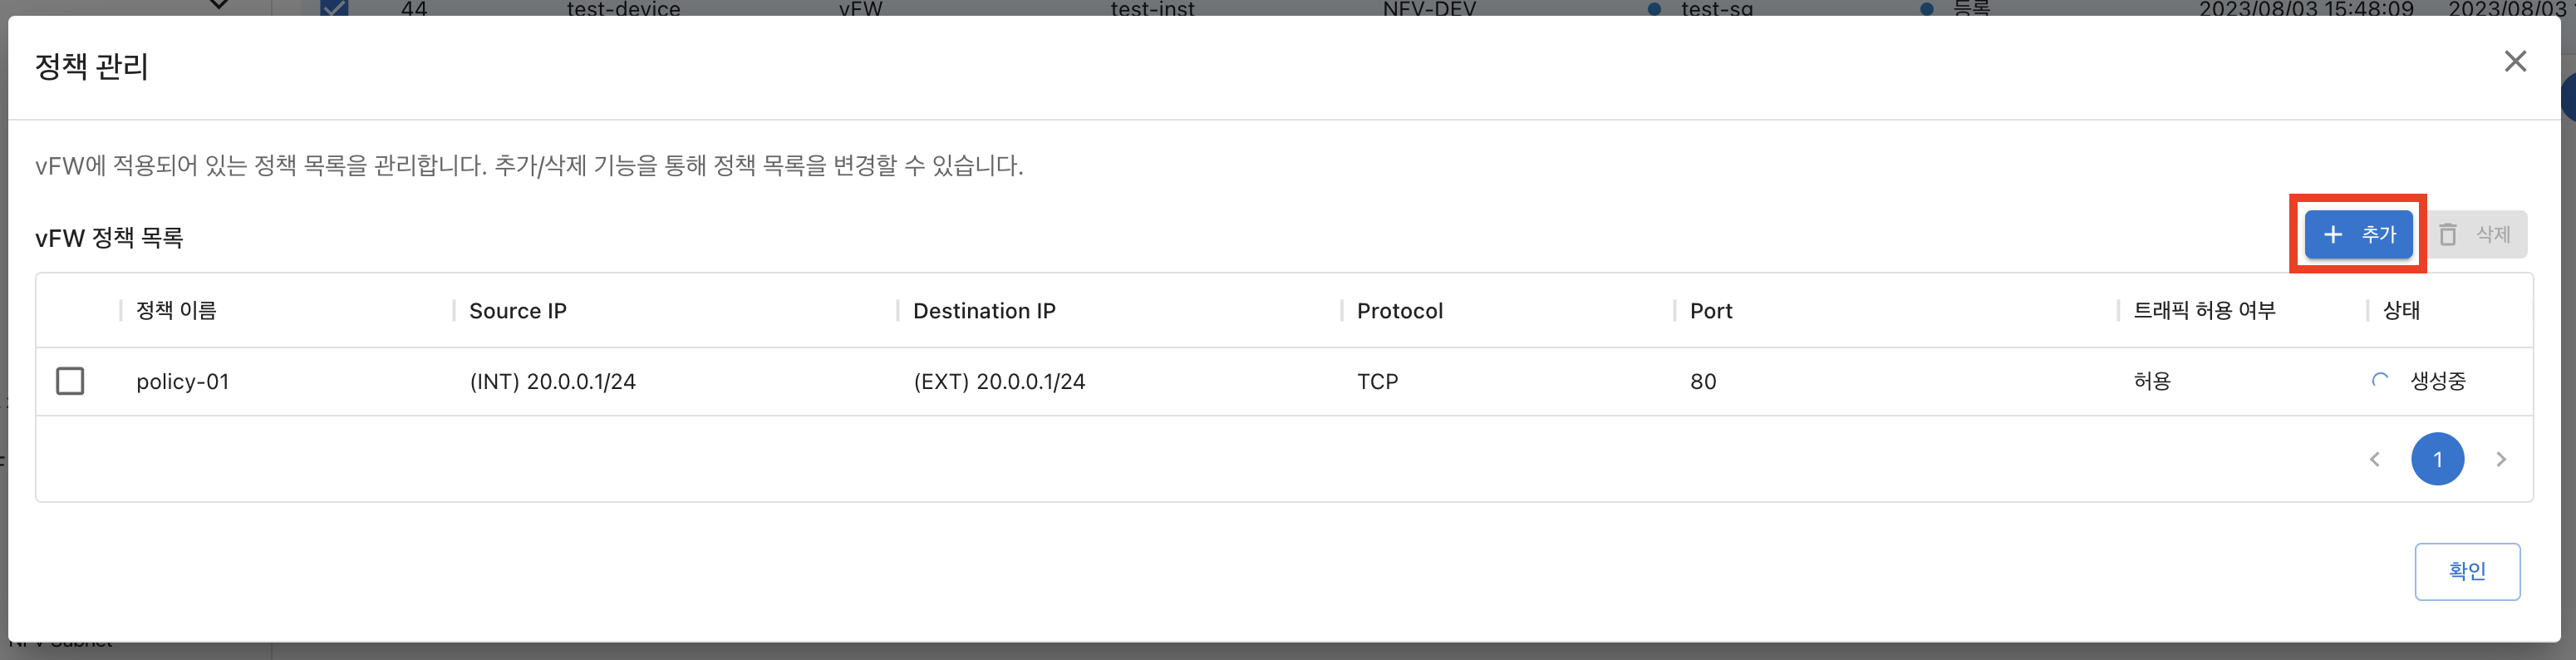 44 test-device vFW test-inst NFV-DEV test-sg 등록 2023/08/03 15:48:09 2023/08/03
정책 관리
vFW에 적용되어 있는 정책 목록을 관리합니다. 추가/삭제 기능을 통해 정책 목록을 변경할 수 있습니다.
vFW 정책 목록
추가 삭제
정책 이름 Source IP Destination IP Protocol Port 트래픽 허용 여부 상태
policy-01 (INT) 20.0.0.1/24 (EXT) 20.0.0.1/24 TCP 80 허용 생성중
1
확인
NFV Subnet